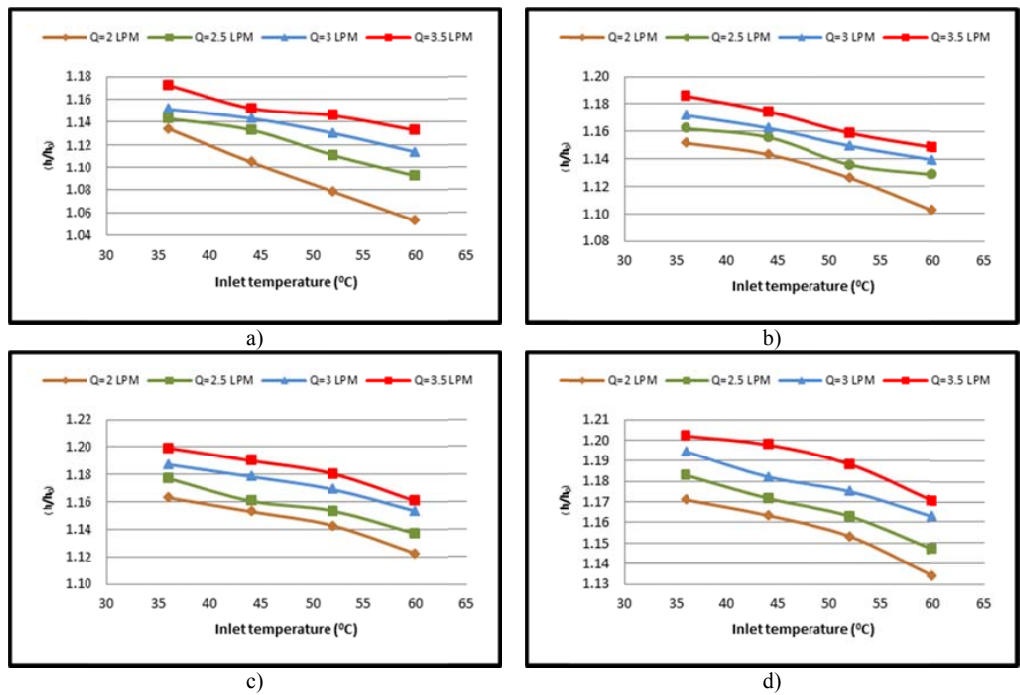 Q=2 LPM Q=2.5 LPM Q=3 LPM Q=3.5 LPM
1.18
1.16
1.14
1.12
1.10
1.08
1.06
1.04
(h/h₀)
30 35 40 45 50 55 60 65
Inlet temperature (⁰C)
a)
Q=2 LPM Q=2.5 LPM Q=3 LPM Q=3.5 LPM
1.20
1.18
1.16
1.14
1.12
1.10
1.08
(h/h₀)
30 35 40 45 50 55 60 65
Inlet temperature (⁰C)
b)
Q=2 LPM Q=2.5 LPM Q=3 LPM Q=3.5 LPM
1.22
1.20
1.18
1.16
1.14
1.12
1.10
(h/h₀)
30 35 40 45 50 55 60 65
Inlet temperature (⁰C)
c)
Q=2 LPM Q=2.5 LPM Q=3 LPM Q=3.5 LPM
1.21
1.20
1.19
1.18
1.17
1.16
1.15
1.14
1.13
(h/h₀)
30 35 40 45 50 55 60 65
Inlet temperature (⁰C)
d)